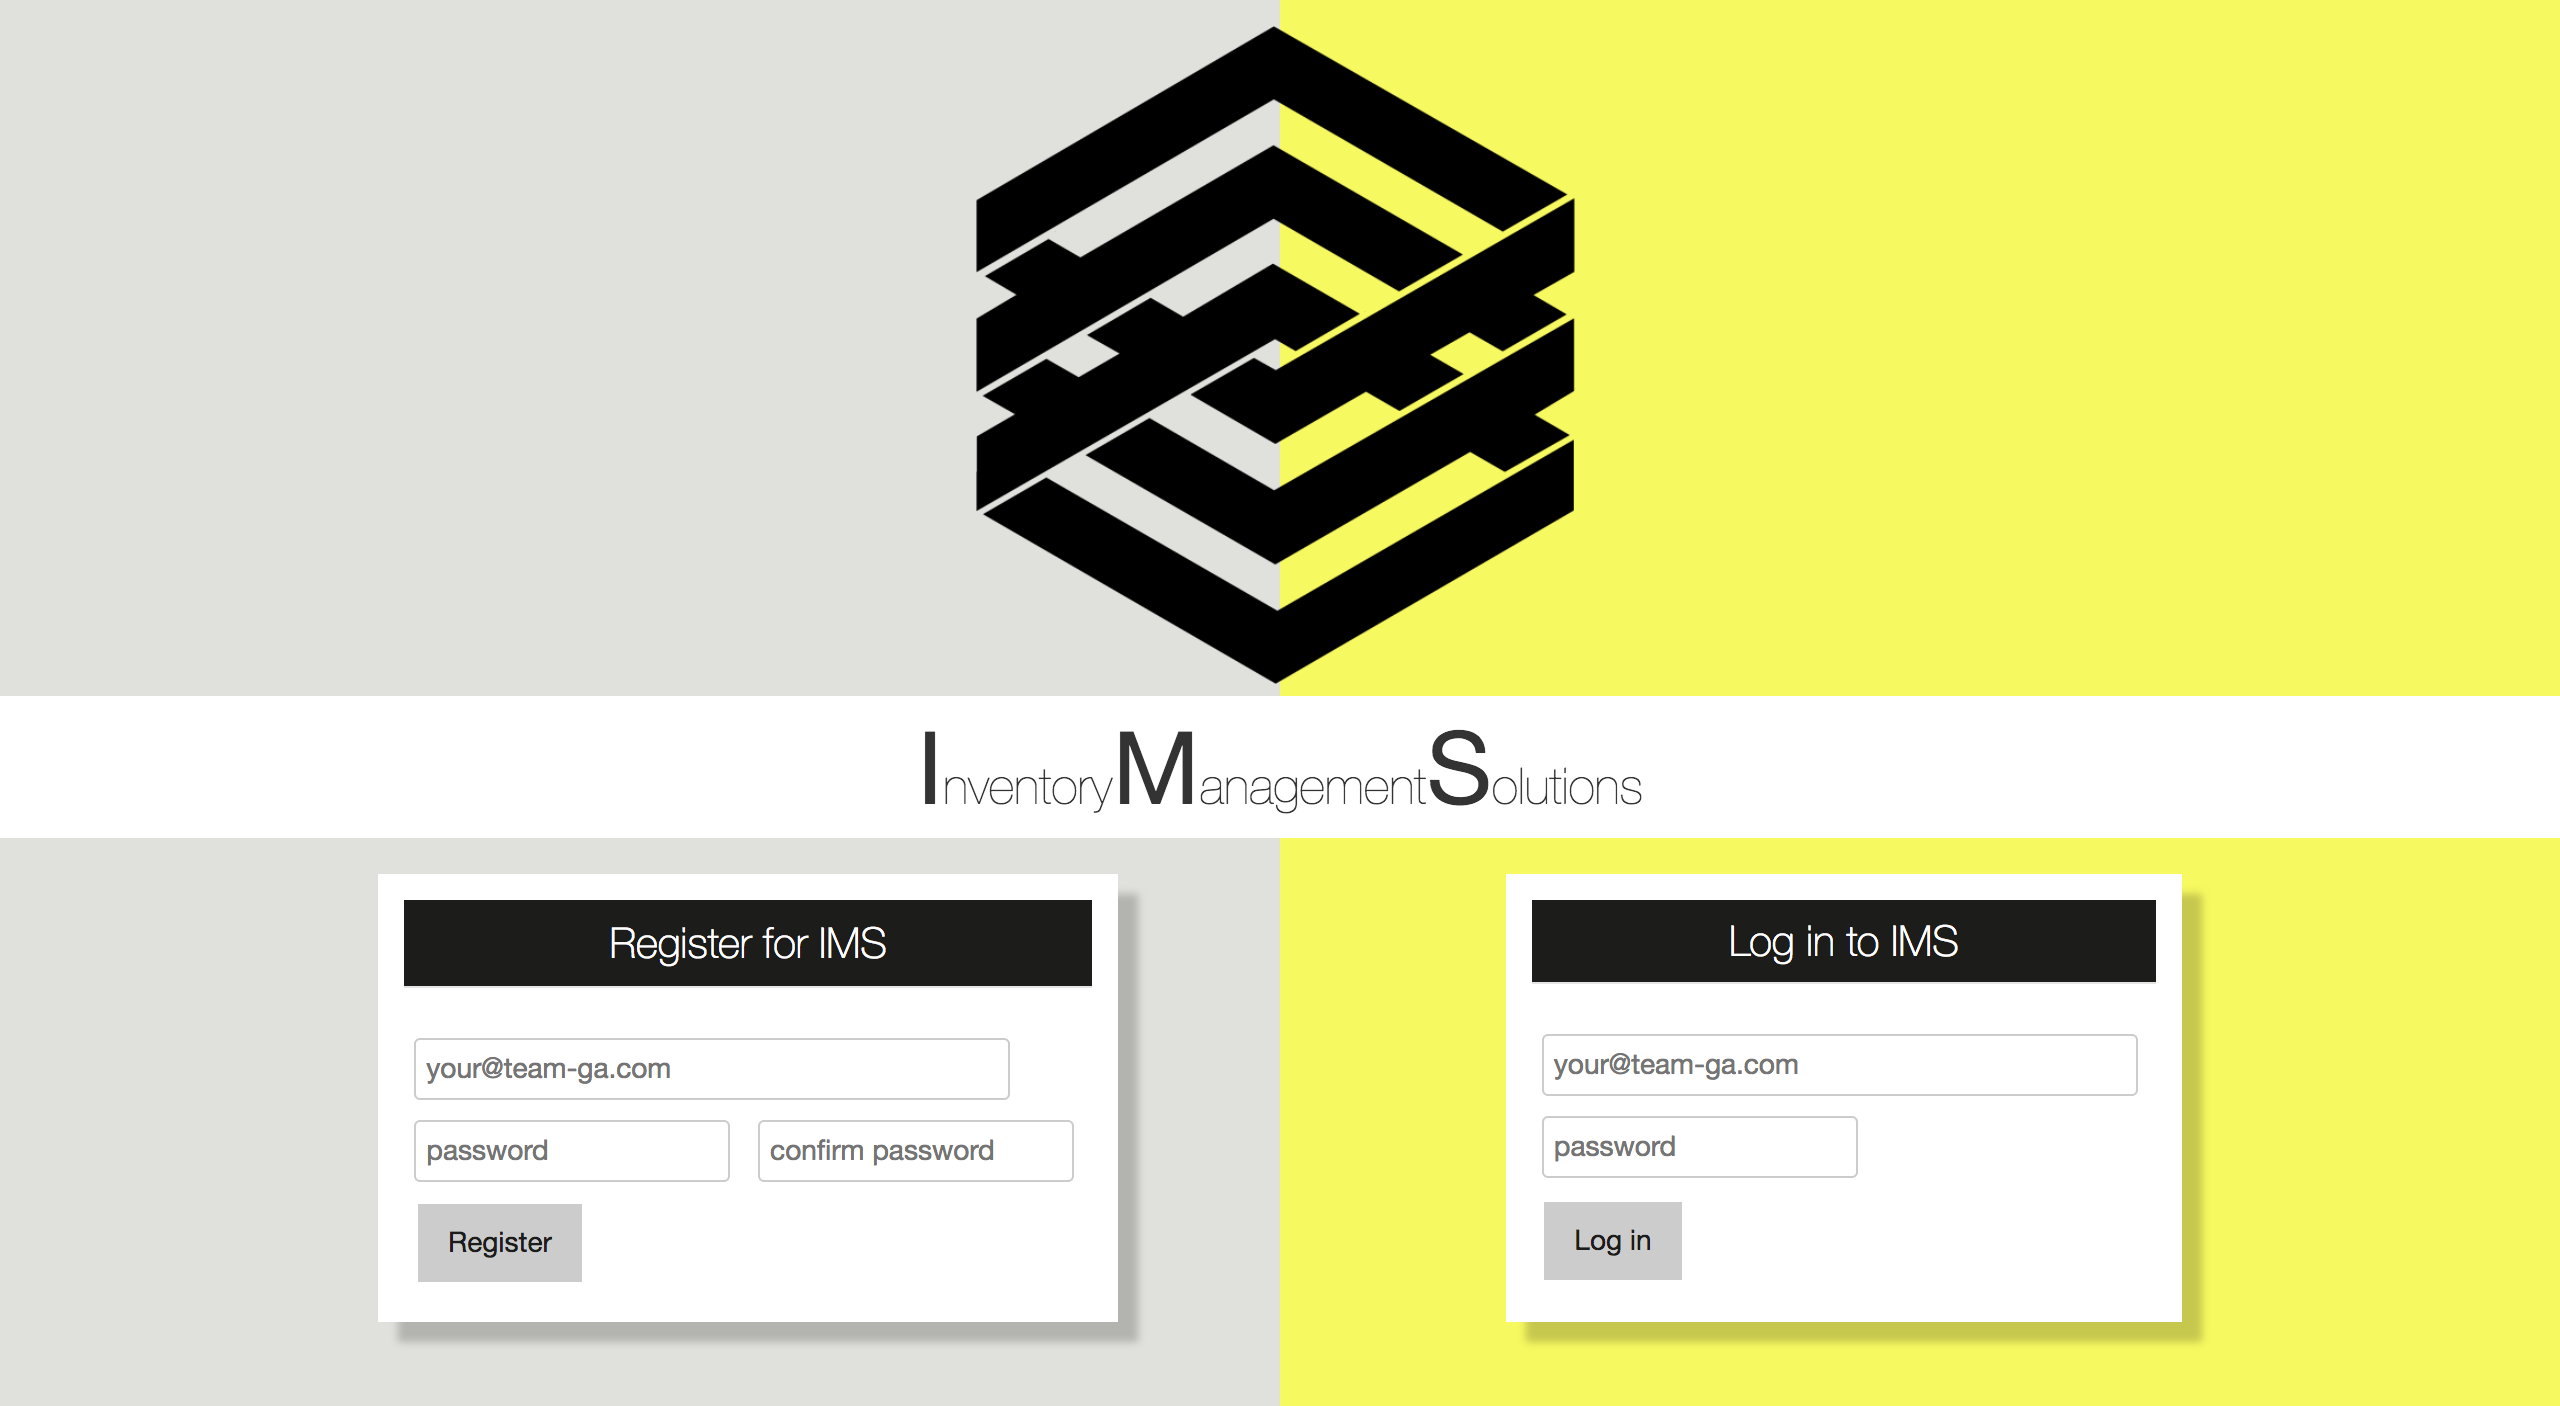 InventoryManagementSolutions
Register for IMS
your@team-ga.com
password
confirm password
Register
Log in to IMS
your@team-ga.com
password
Log in